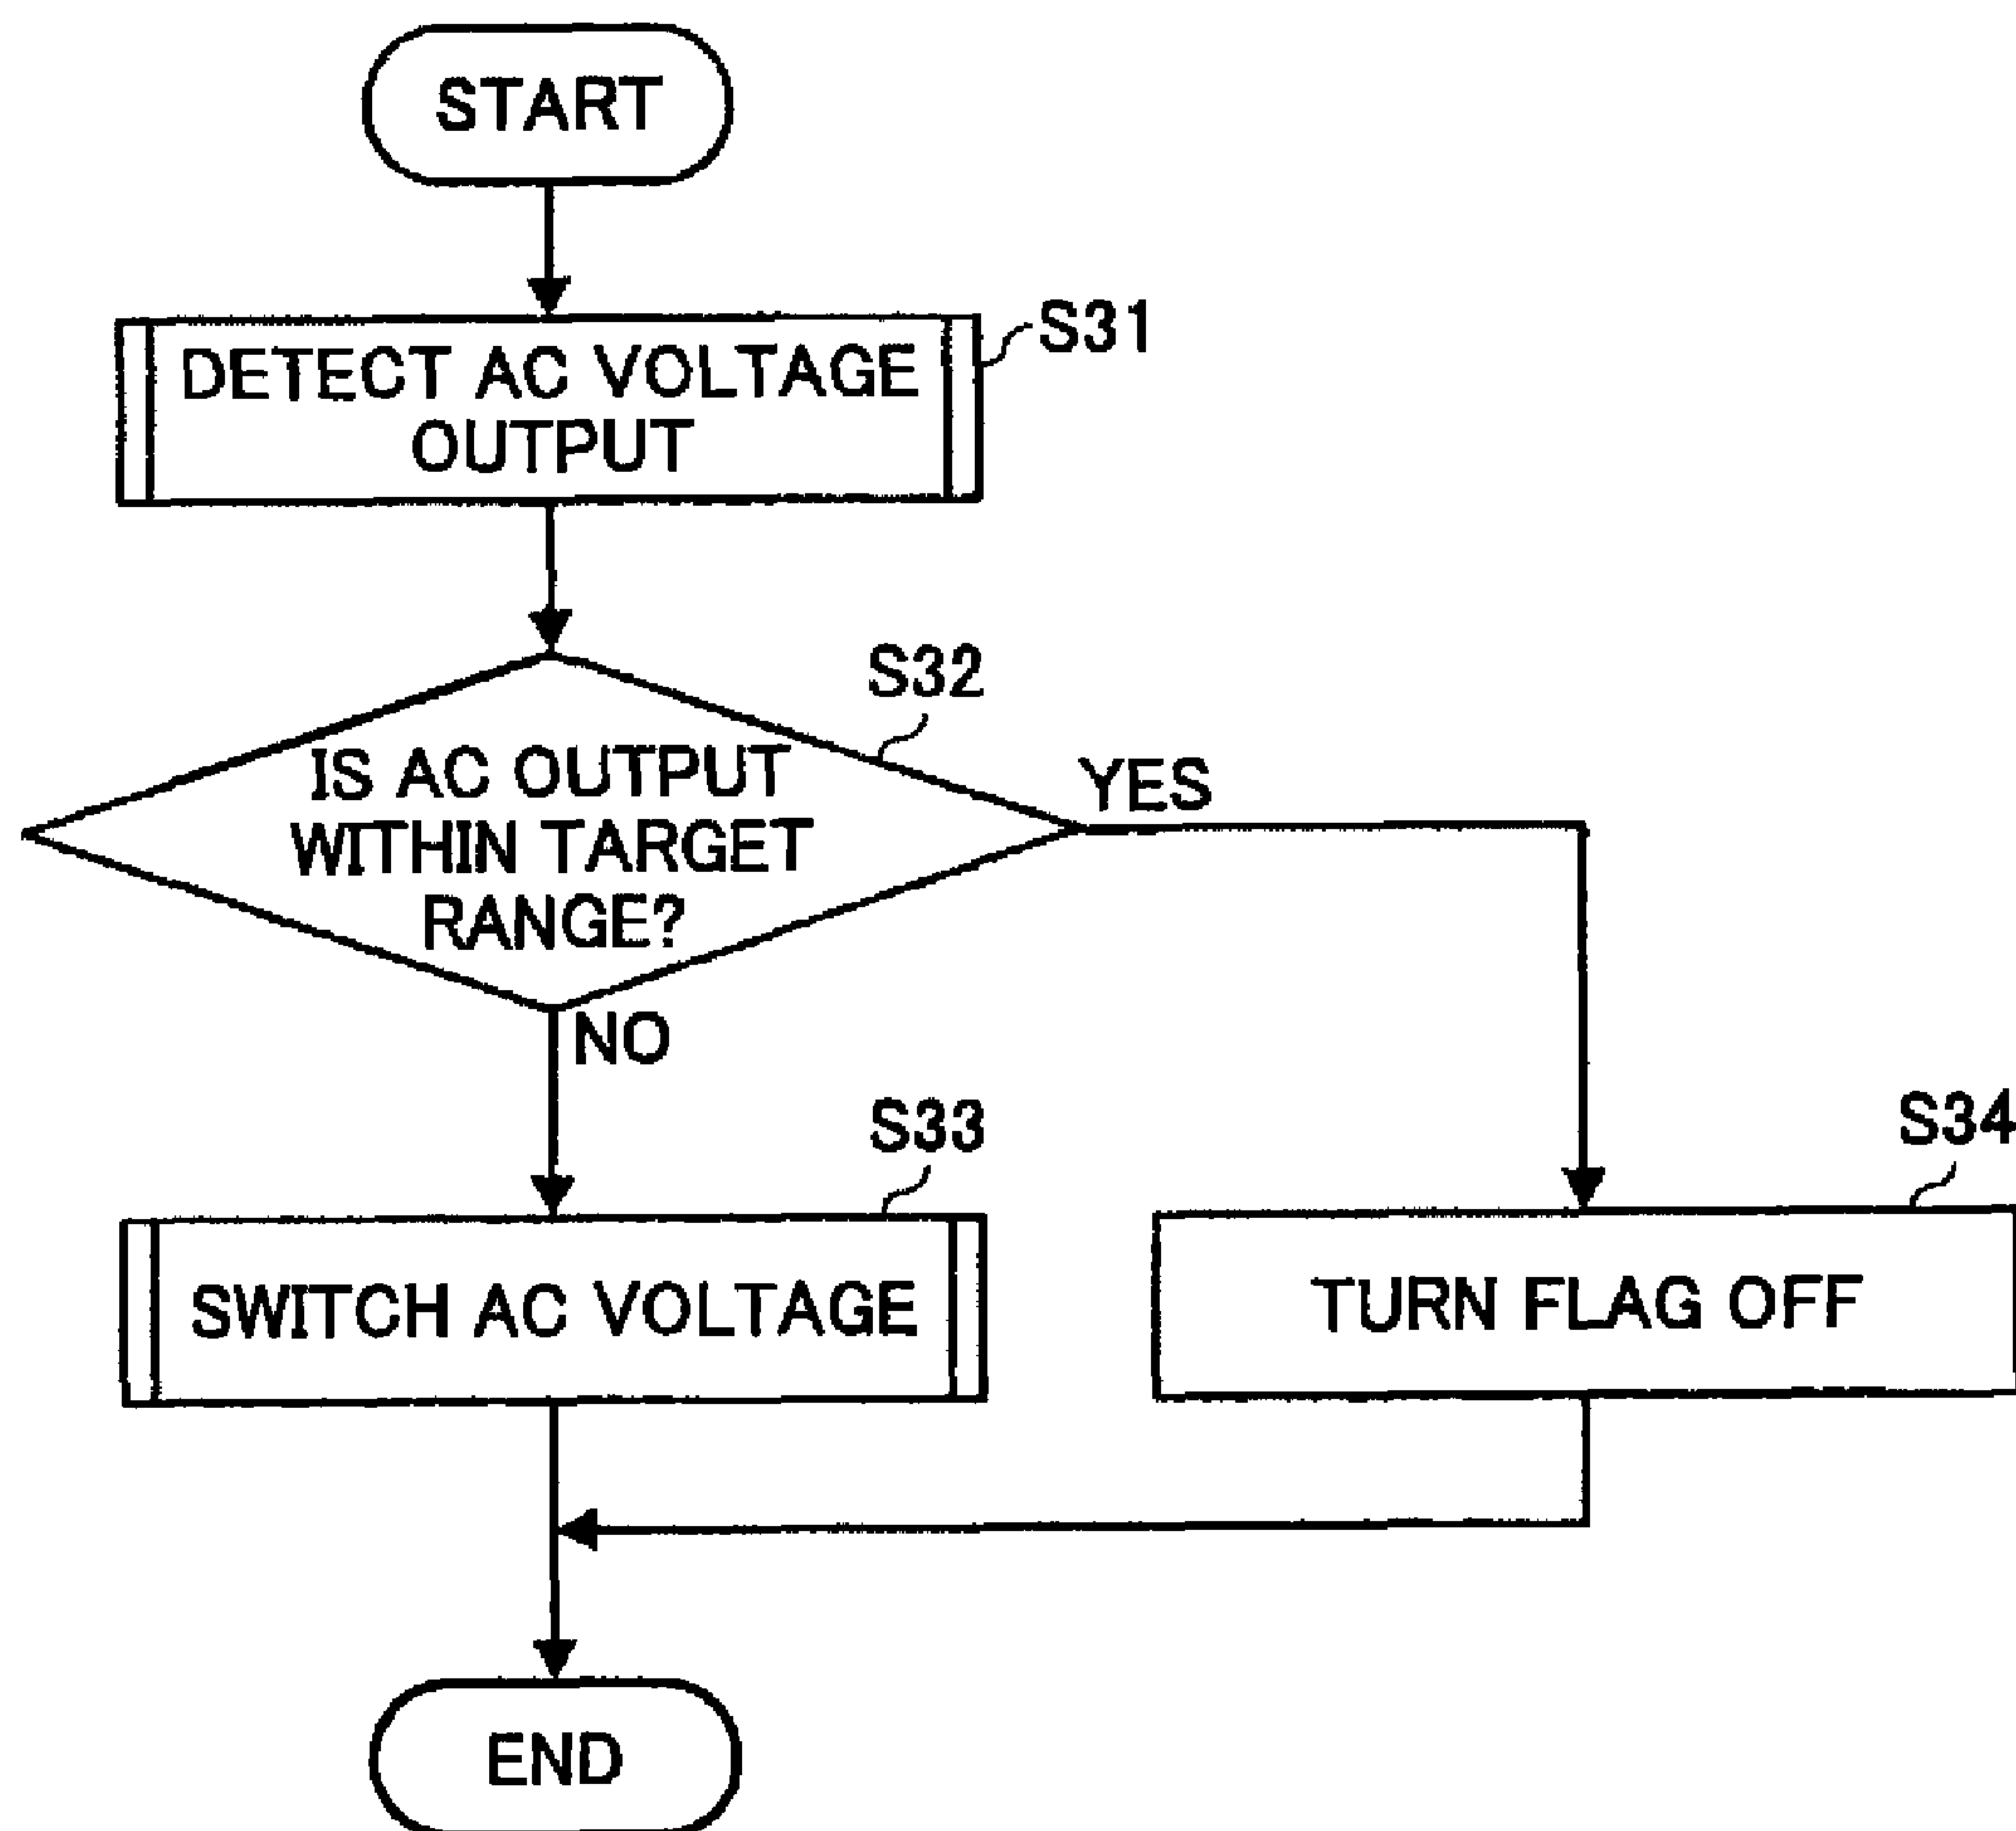 START
S31
DETECT AC VOLTAGE
OUTPUT
S32
IS AC OUTPUT
WITHIN TARGET
RANGE?
YES
NO
S33
SWITCH AC VOLTAGE
S34
TURN FLAG OFF
END